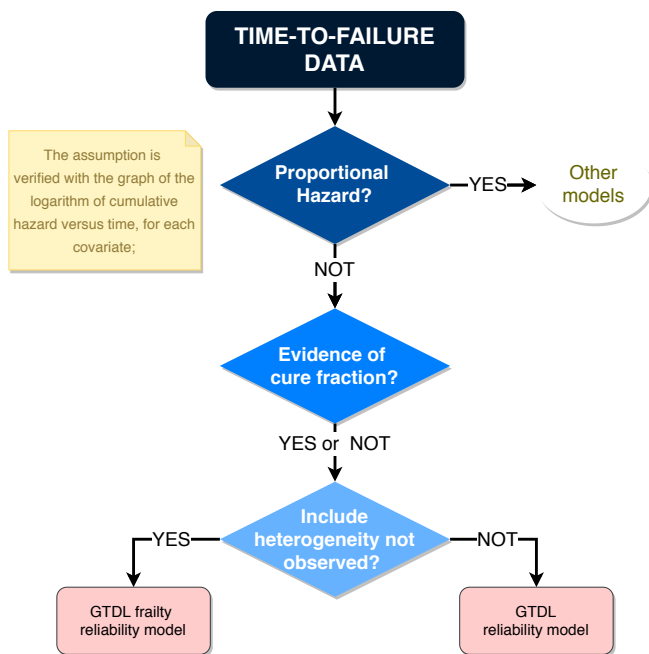 TIME-TO-FAILURE
DATA
The assumption is
verified with the graph of the
logarithm of cumulative
hazard versus time, for each
covariate;
Proportional
Hazard?
YES
Other
models
NOT
Evidence of
cure fraction?
YES or NOT
Include
heterogeneity not
observed?
YES
NOT
GTDL frailty
reliability model
GTDL
reliability model